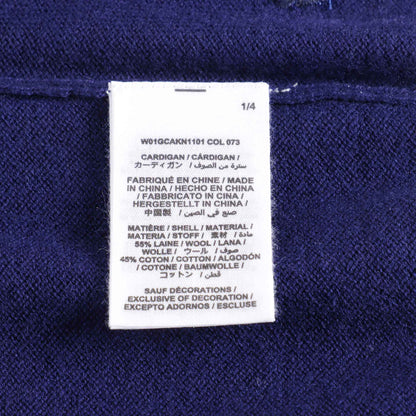 1/4
W01GCAKN1101 COL 073
CARDIGAN / CÁRDIGAN /
カーディガン / سترة من الصوف
FABRIQUÉ EN CHINE / MADE
IN CHINA / HECHO EN CHINA
/ FABBRICATO IN CINA /
HERGESTELLT IN CHINA /
中国製 / صنع في الصين
MATIÈRE / SHELL / MATERIAL /
MATERIA / STOFF / 素材 / مادة
55% LAINE / WOOL / LANA /
WOLLE / ウール / صوف
45% COTON / COTTON / ALGODÓN
/ COTONE / BAUMWOLLE /
コットン / قطن
SAUF DÉCORATIONS /
EXCLUSIVE OF DECORATION /
EXCEPTO ADORNOS / ESCLUSE